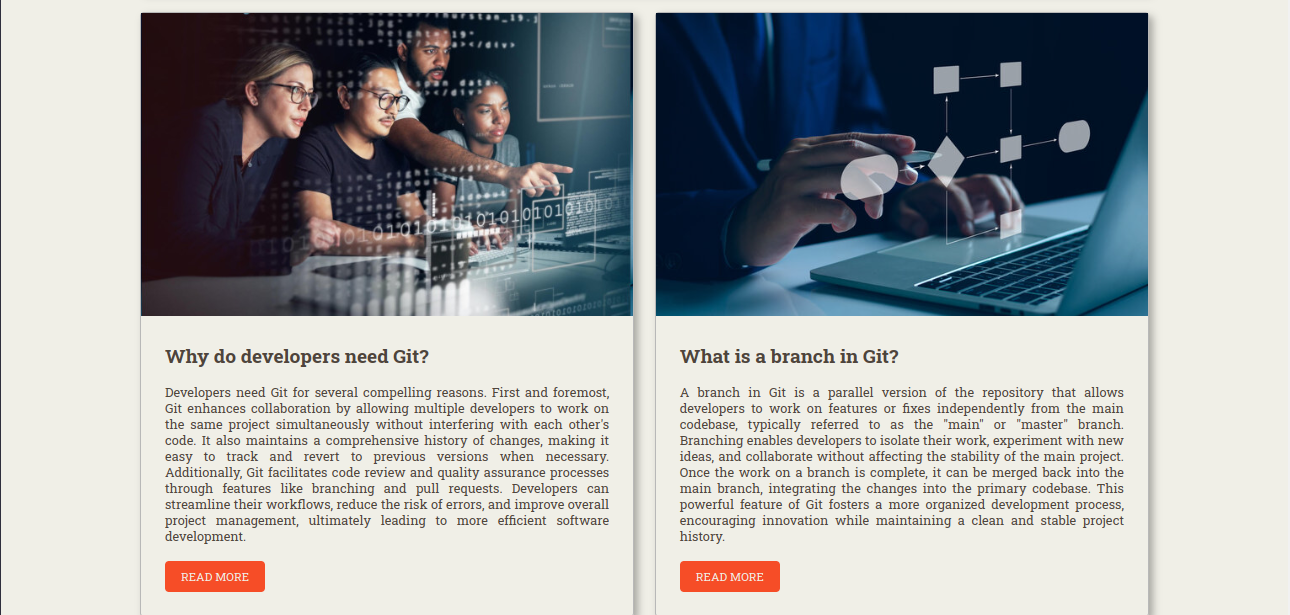 Why do developers need Git?
Developers need Git for several compelling reasons. First and foremost,
Git enhances collaboration by allowing multiple developers to work on
the same project simultaneously without interfering with each other's
code. It also maintains a comprehensive history of changes, making it
easy to track and revert to previous versions when necessary.
Additionally, Git facilitates code review and quality assurance processes
through features like branching and pull requests. Developers can
streamline their workflows, reduce the risk of errors, and improve overall
project management, ultimately leading to more efficient software
development.
READ MORE
What is a branch in Git?
A branch in Git is a parallel version of the repository that allows
developers to work on features or fixes independently from the main
codebase, typically referred to as the "main" or "master" branch.
Branching enables developers to isolate their work, experiment with new
ideas, and collaborate without affecting the stability of the main project.
Once the work on a branch is complete, it can be merged back into the
main branch, integrating the changes into the primary codebase. This
powerful feature of Git fosters a more organized development process,
encouraging innovation while maintaining a clean and stable project
history.
READ MORE